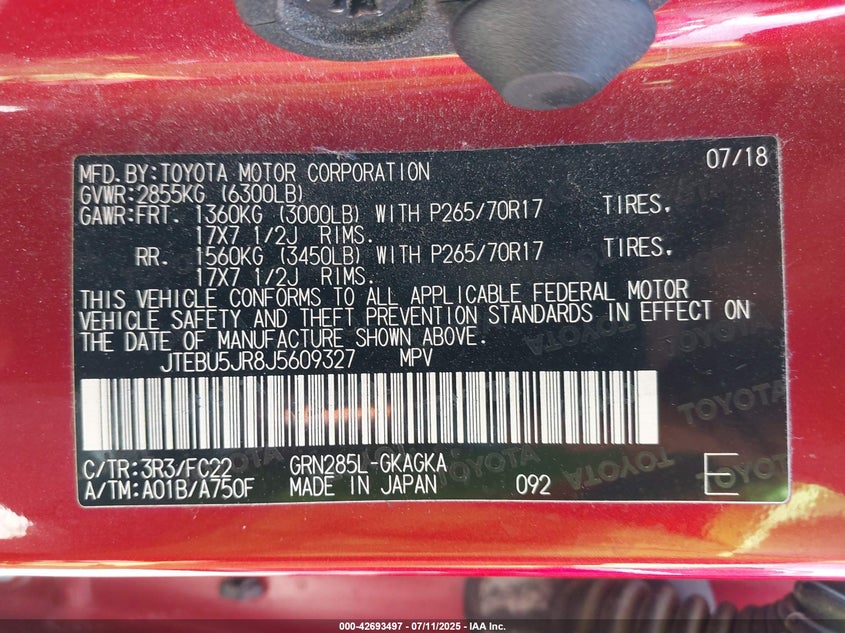 MFD.BY:TOYOTA MOTOR CORPORATION 07/18
GVWR:2855KG (6300LB)
GAWR:FRT. 1360KG (3000LB) WITH P265/70R17 TIRES.
17X7 1/2J RIMS.
RR. 1560KG (3450LB) WITH P265/70R17 TIRES.
17X7 1/2J RIMS.
THIS VEHICLE CONFORMS TO ALL APPLICABLE FEDERAL MOTOR
VEHICLE SAFETY AND THEFT PREVENTION STANDARDS IN EFFECT ON
THE DATE OF MANUFACTURE SHOWN ABOVE.
JTEBU5JR8J5609327 MPV
C/TR:3R3/FC22 GRN285L-GKAGKA
A/TM:A01B/A750F MADE IN JAPAN 092 E
TOYOTA
000-42693497 - 07/11/2025 - IAA Inc.